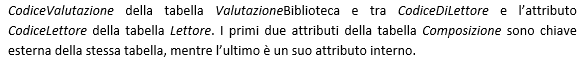 CodiceValutazione della tabella ValutazioneBiblioteca e tra CodiceDiLettore e l’attributo
CodiceLettore della tabella Lettore. I primi due attributi della tabella Composizione sono chiave
esterna della stessa tabella, mentre l’ultimo è un suo attributo interno.